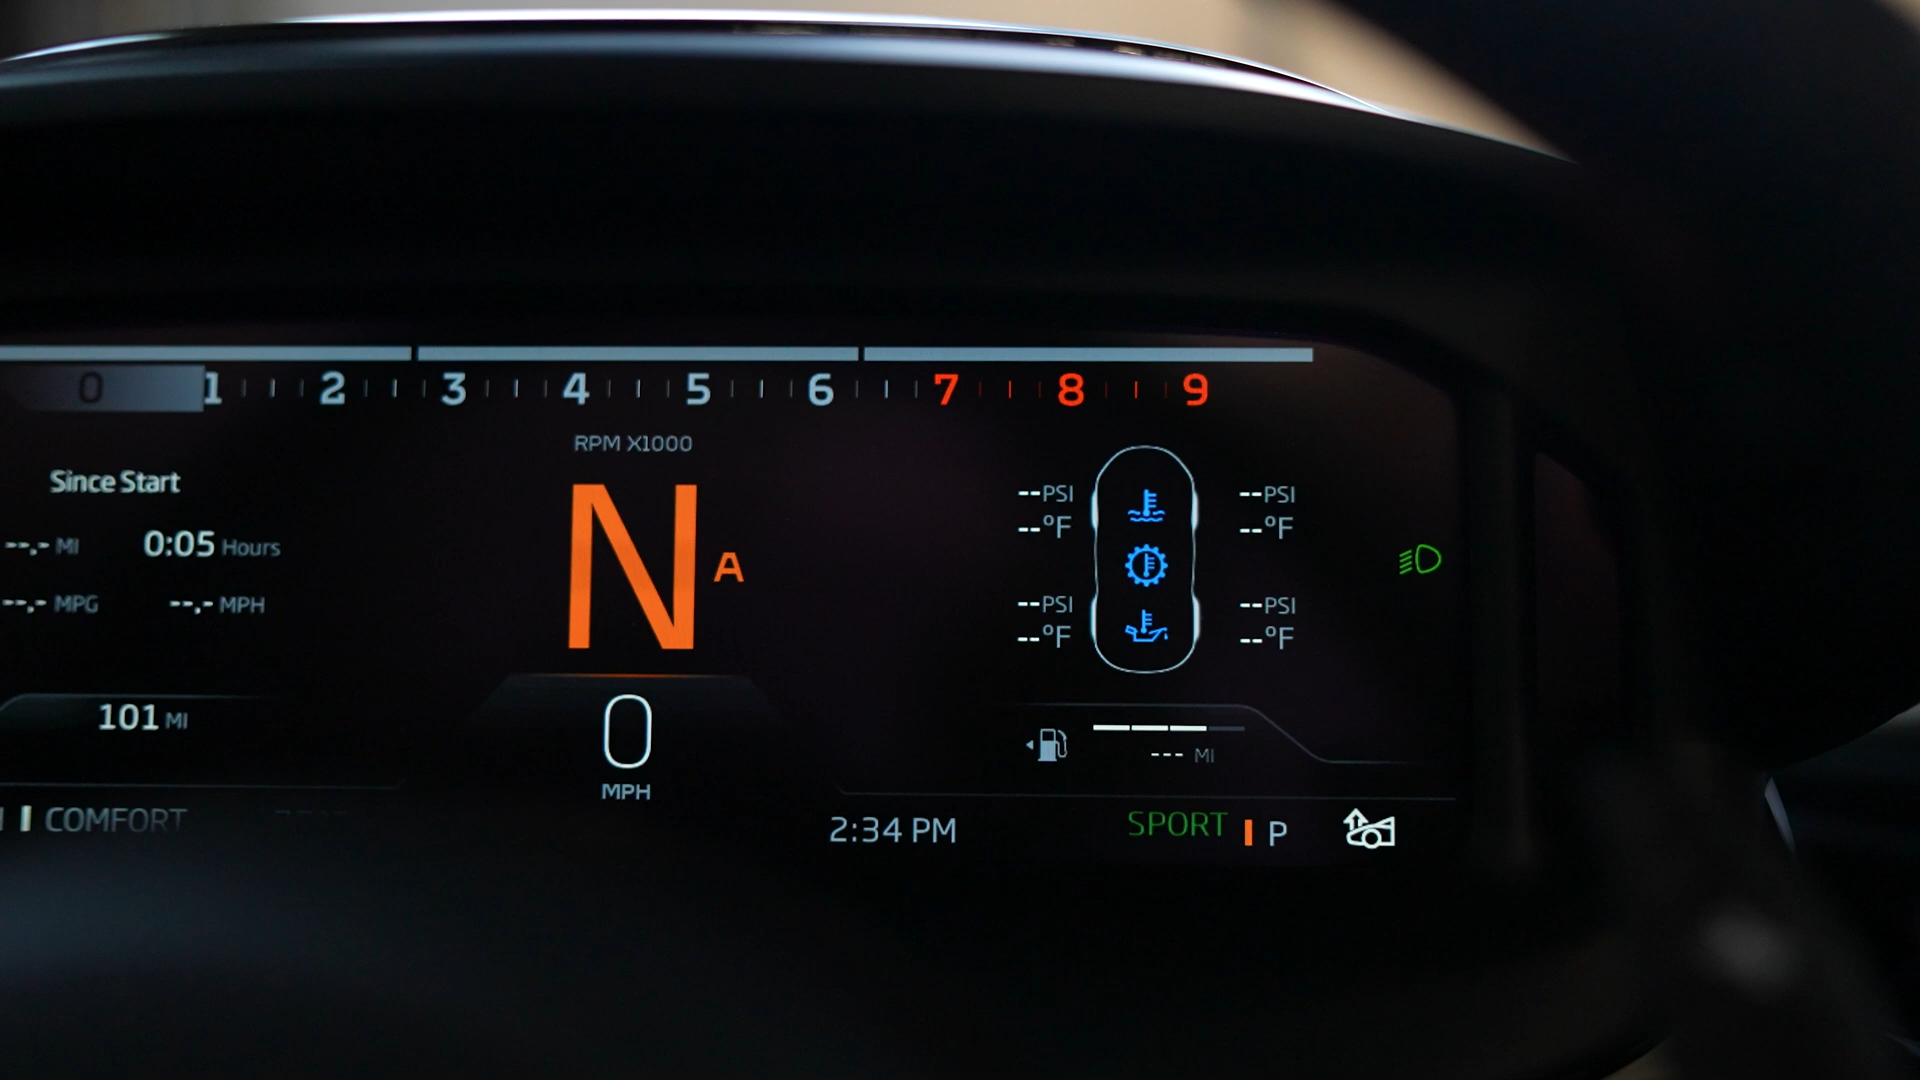 0 1 2 3 4 5 6 7 8 9
RPM X1000
Since Start
--.- MI 0:05 Hours
--.- MPG --.- MPH
N A
--PSI --PSI
--°F --°F
--PSI --PSI
--°F --°F
101 MI
0
MPH
--- MI
COMFORT
2:34 PM
SPORT P